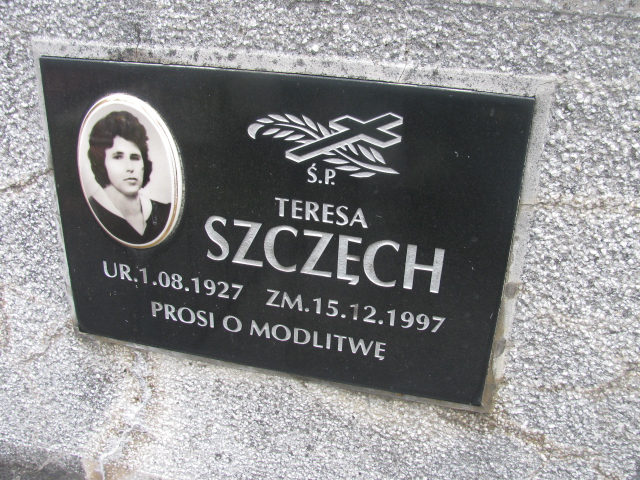 Ś.P.
TERESA
SZCZĘCH
UR.1.08.1927 ZM.15.12.1997
PROSI O MODLITWĘ